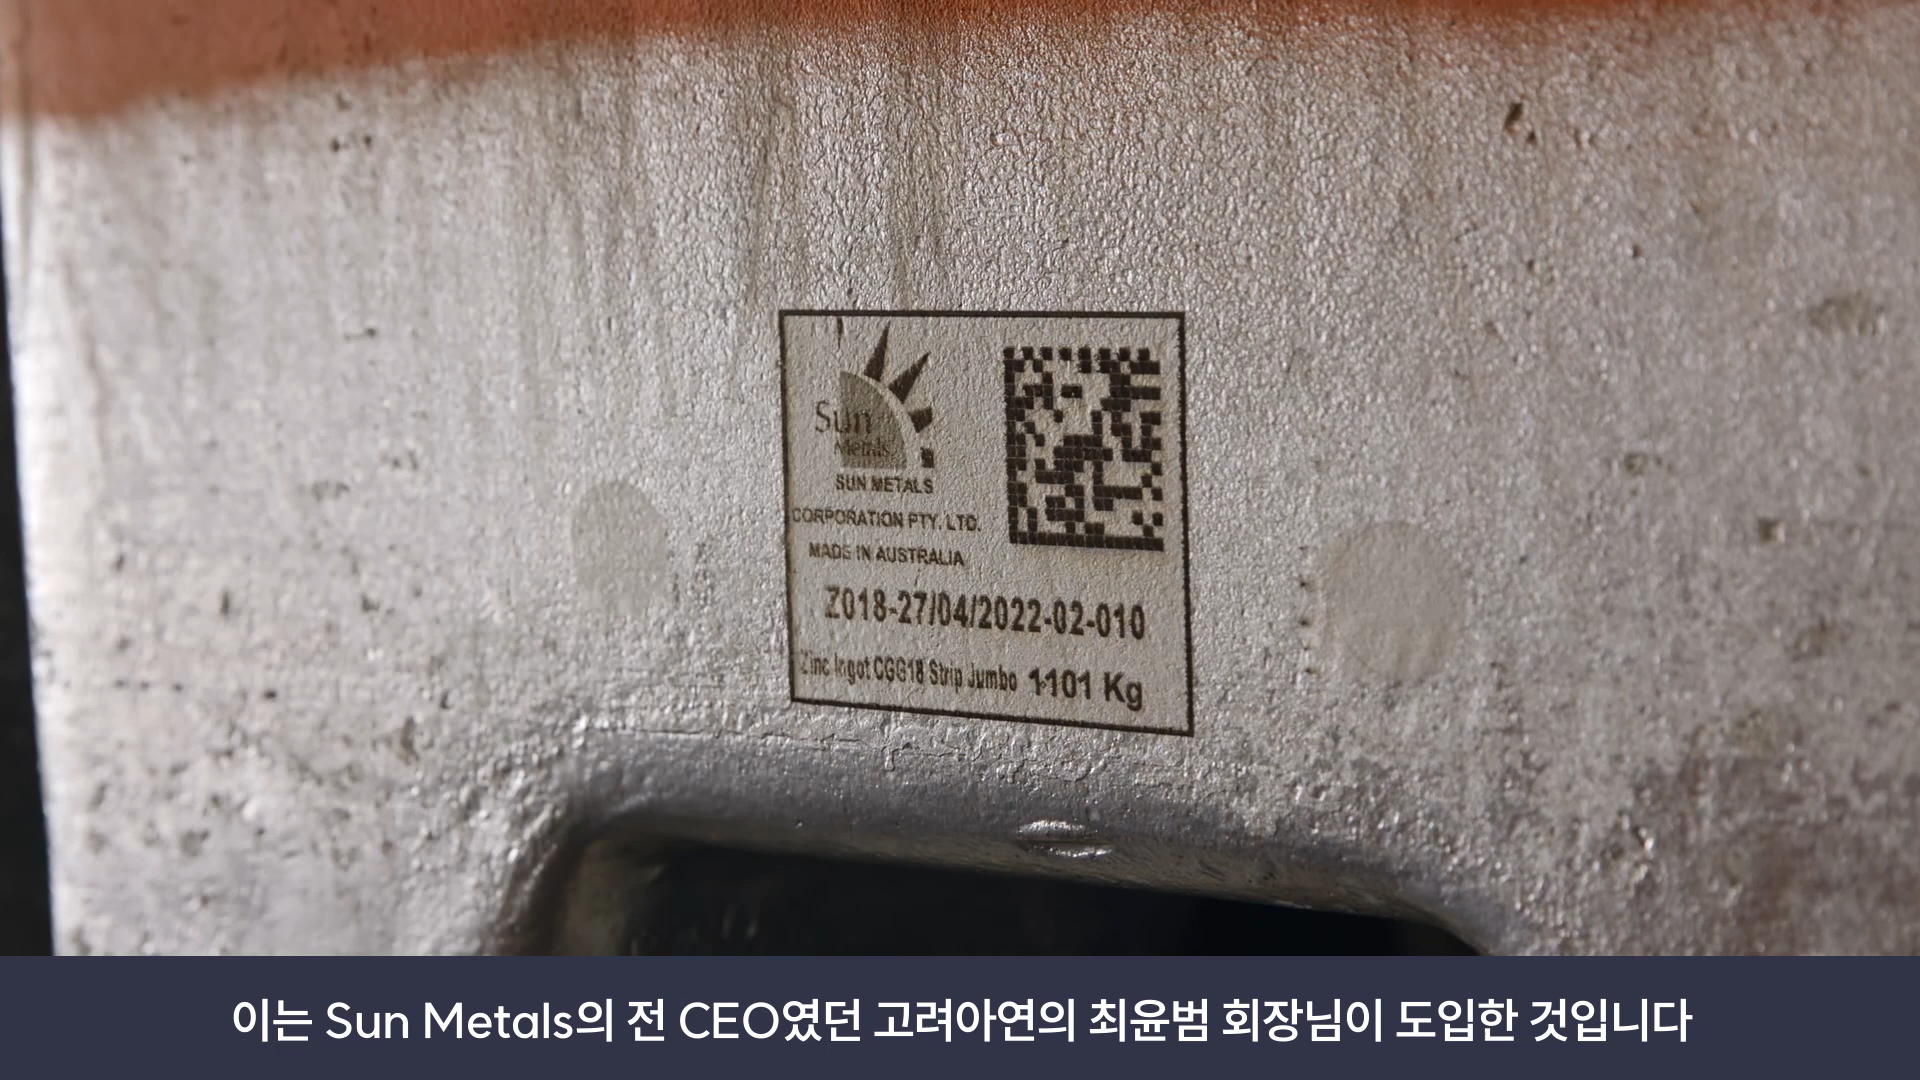 Sun
Metals
SUN METALS
CORPORATION PTY. LTD.
MADE IN AUSTRALIA
Z018-27/04/2022-02-010
Zinc Ingot CGG18 Strip Jumbo 1101 Kg
이는 Sun Metals의 전 CEO였던 고려아연의 최윤범 회장님이 도입한 것입니다